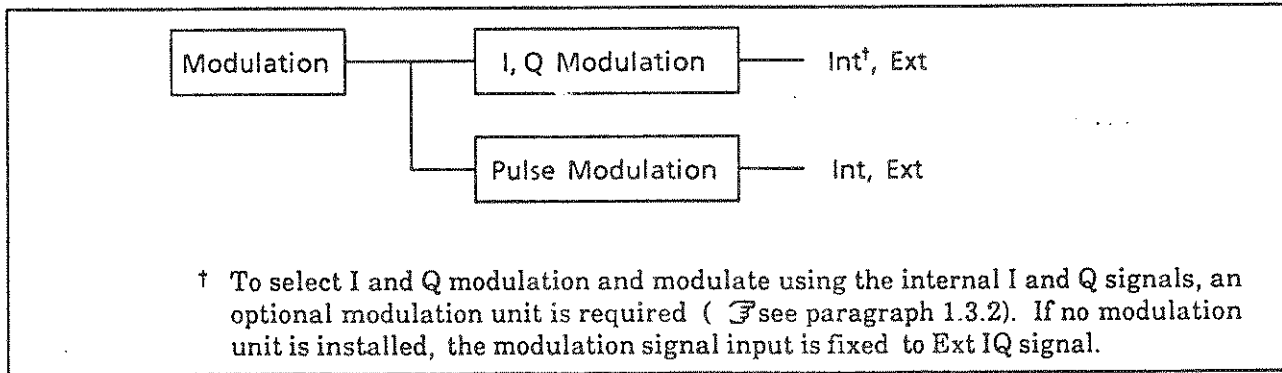 Modulation
I, Q Modulation
Int†, Ext
Pulse Modulation
Int, Ext
† To select I and Q modulation and modulate using the internal I and Q signals, an
optional modulation unit is required ( ☞ see paragraph 1.3.2). If no modulation
unit is installed, the modulation signal input is fixed to Ext IQ signal.